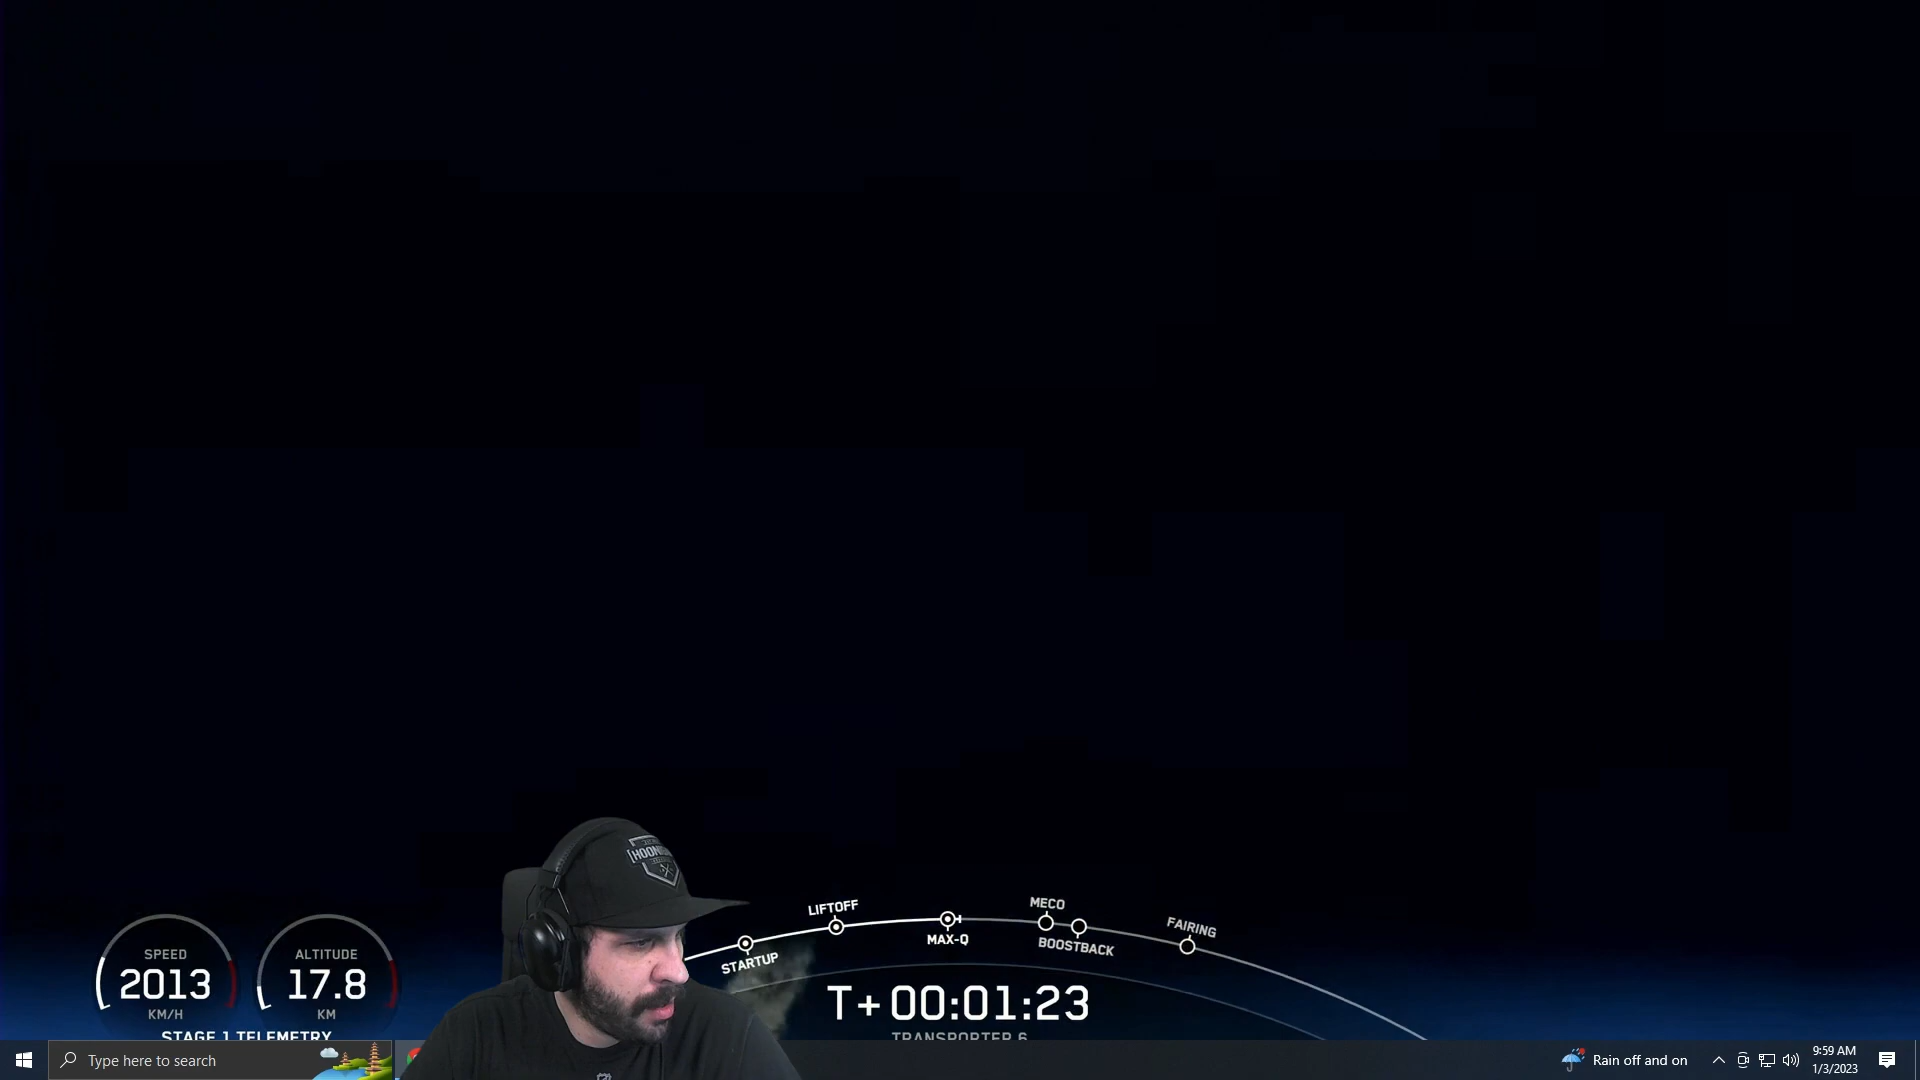 LIFTOFF
MAX-Q
MECO
BOOSTBACK
FAIRING
STARTUP
SPEED
2013
KM/H
ALTITUDE
17.8
KM
STAGE 1 TELEMETRY
T+00:01:23
TRANSPORTER 6
Type here to search
Rain off and on
9:59 AM
1/3/2023